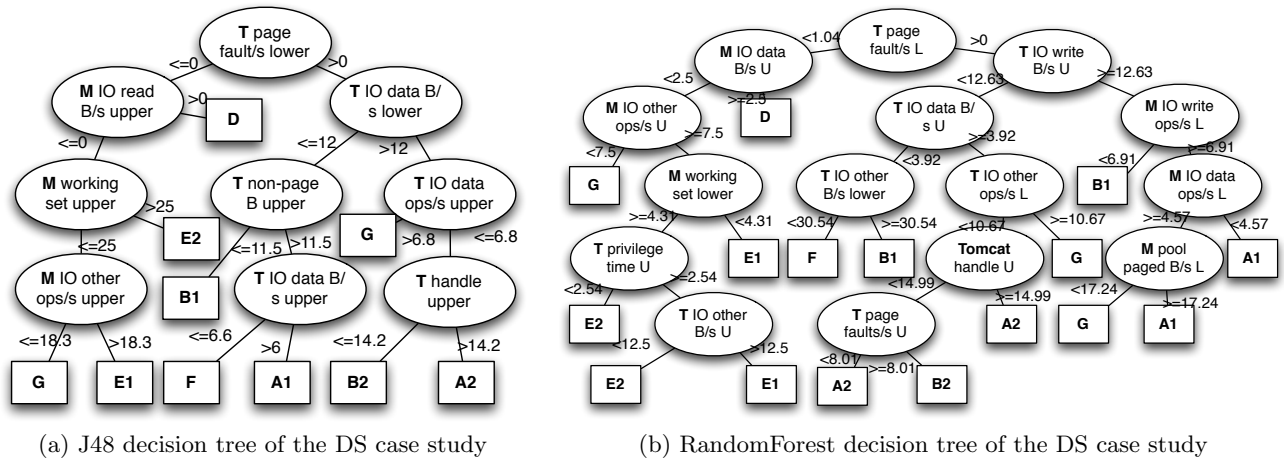 T page
fault/s lower
<=0
>0
M IO read
B/s upper
>0
D
T IO data B/
s lower
<=0
<=12
>12
M working
set upper
>25
E2
<=25
T non-page
B upper
<=11.5
>11.5
T IO data
ops/s upper
G
>6.8
<=6.8
M IO other
ops/s upper
B1
T IO data B/
s upper
T handle
upper
<=18.3
>18.3
<=6.6
>6
<=14.2
>14.2
G
E1
F
A1
B2
A2
(a) J48 decision tree of the DS case study
T page
fault/s L
<1.04
>0
M IO data
B/s U
T IO write
B/s U
<2.5
>=2.5
D
<12.63
>=12.63
M IO other
ops/s U
T IO data B/
s U
M IO write
ops/s L
<7.5
>=7.5
<3.92
>=3.92
<6.91
>=6.91
G
M working
set lower
T IO other
B/s lower
T IO other
ops/s L
B1
M IO data
ops/s L
>=4.31
<4.31
<30.54
>=30.54
<10.67
>=10.67
>=4.57
<4.57
T privilege
time U
E1
F
B1
Tomcat
handle U
G
M pool
paged B/s L
A1
<2.54
>=2.54
<14.99
>=14.99
<17.24
>=17.24
E2
T IO other
B/s U
T page
faults/s U
A2
G
A1
<12.5
>12.5
<8.01
>=8.01
E2
E1
A2
B2
(b) RandomForest decision tree of the DS case study